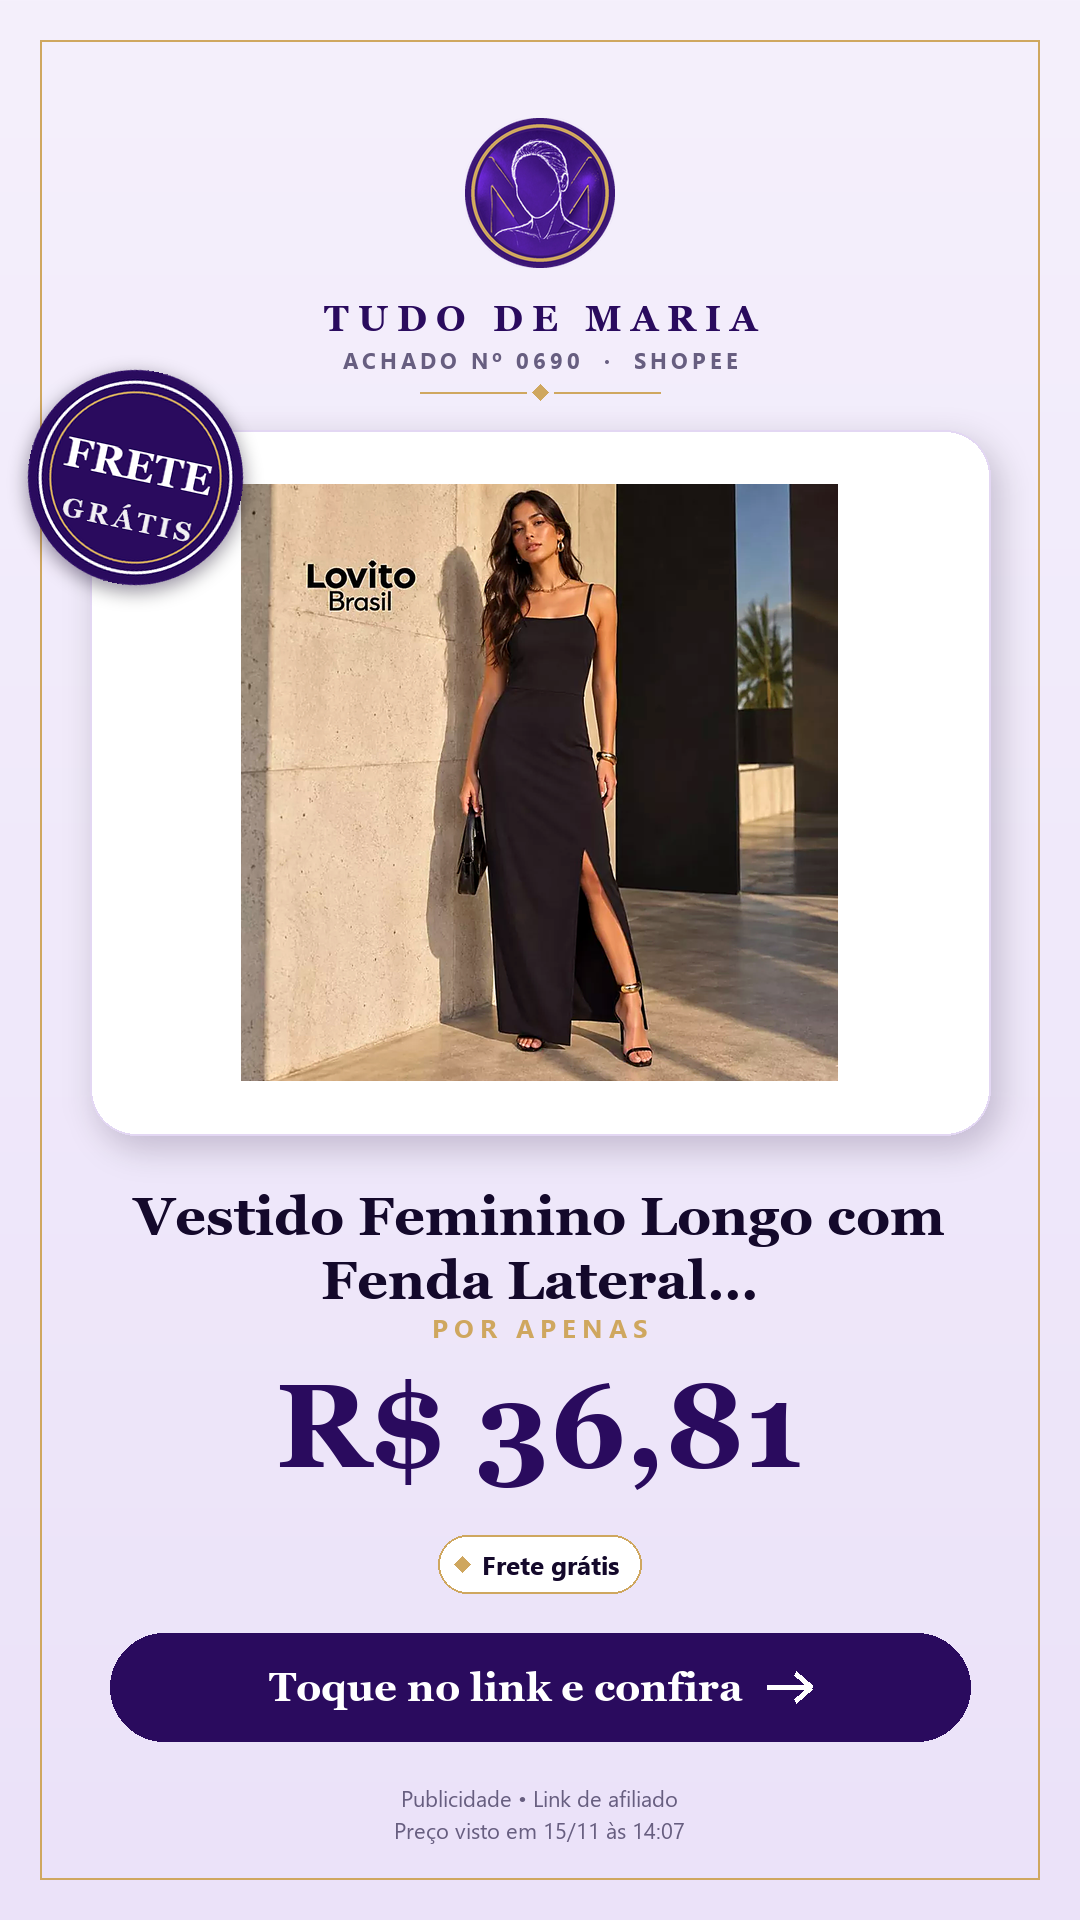 TUDO DE MARIA
ACHADO Nº 0690 · SHOPEE
FRETE
GRÁTIS
Lovito
Brasil
Vestido Feminino Longo com
Fenda Lateral...
POR APENAS
R$ 36,81
Frete grátis
Toque no link e confira →
Publicidade • Link de afiliado
Preço visto em 15/11 às 14:07